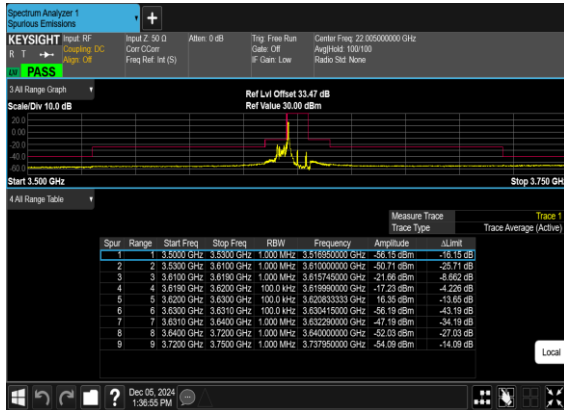 Spectrum Analyzer 1
Spurious Emissions
KEYSIGHT Input: RF Input Z: 50 Ω Atten: 0 dB Trig: Free Run Center Freq: 22.005000000 GHz
R T Coupling: DC Corr CCorr Gate: Off Avg|Hold: 100/100
Align: Off Freq Ref: Int (S) IF Gain: Low Radio Std: None
PASS
3 All Range Graph Ref Lvl Offset 33.47 dB
Scale/Div 10.0 dB Ref Value 30.00 dBm
20.0
0.00
-20.0
-40.0
-60.0
Start 3.500 GHz Stop 3.750 GHz
4 All Range Table
Measure Trace Trace 1
Trace Type Trace Average (Active)
Spur Range Start Freq Stop Freq RBW Frequency Amplitude ΔLimit
1 1 3.5000 GHz 3.5300 GHz 1.000 MHz 3.516950000 GHz -56.15 dBm -16.15 dB
2 2 3.5300 GHz 3.6100 GHz 1.000 MHz 3.610000000 GHz -50.71 dBm -25.71 dB
3 3 3.6100 GHz 3.6190 GHz 1.000 MHz 3.615745000 GHz -21.66 dBm -8.662 dB
4 4 3.6190 GHz 3.6200 GHz 100.0 kHz 3.619990000 GHz -17.23 dBm -4.226 dB
5 5 3.6200 GHz 3.6300 GHz 100.0 kHz 3.620833333 GHz 16.35 dBm -13.65 dB
6 6 3.6300 GHz 3.6310 GHz 100.0 kHz 3.630415000 GHz -56.19 dBm -43.19 dB
7 7 3.6310 GHz 3.6400 GHz 1.000 MHz 3.632290000 GHz -47.19 dBm -34.19 dB
8 8 3.6400 GHz 3.7200 GHz 1.000 MHz 3.640000000 GHz -52.03 dBm -27.03 dB
9 9 3.7200 GHz 3.7500 GHz 1.000 MHz 3.737950000 GHz -54.09 dBm -14.09 dB
Local
Dec 05, 2024
1:36:55 PM